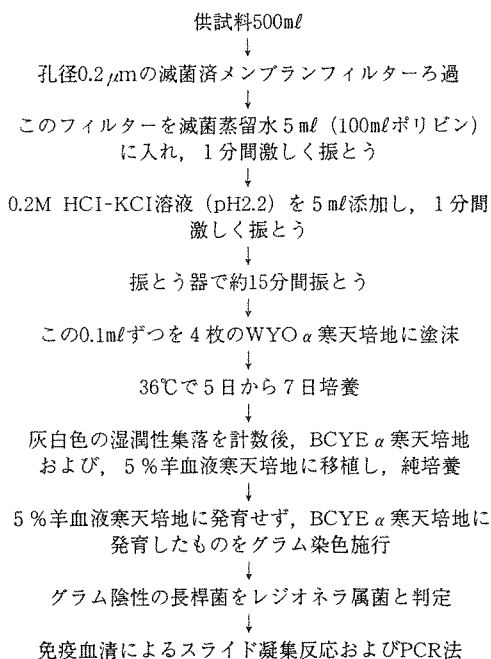 供試料500mℓ
↓
孔径0.2μmの滅菌済メンブランフィルターろ過
↓
このフィルターを滅菌蒸留水5mℓ（100mℓポリビン）
に入れ，1分間激しく振とう
↓
0.2M HCI-KCI溶液（pH2.2）を5mℓ添加し，1分間
激しく振とう
↓
振とう器で約15分間振とう
↓
この0.1mℓずつを4枚のWYOα寒天培地に塗沫
↓
36℃で5日から7日培養
↓
灰白色の湿潤性集落を計数後，BCYEα寒天培地
および，5％羊血液寒天培地に移植し，純培養
↓
5％羊血液寒天培地に発育せず，BCYEα寒天培地に
発育したものをグラム染色施行
↓
グラム陰性の長桿菌をレジオネラ属菌と判定
↓
免疫血清によるスライド凝集反応およびPCR法